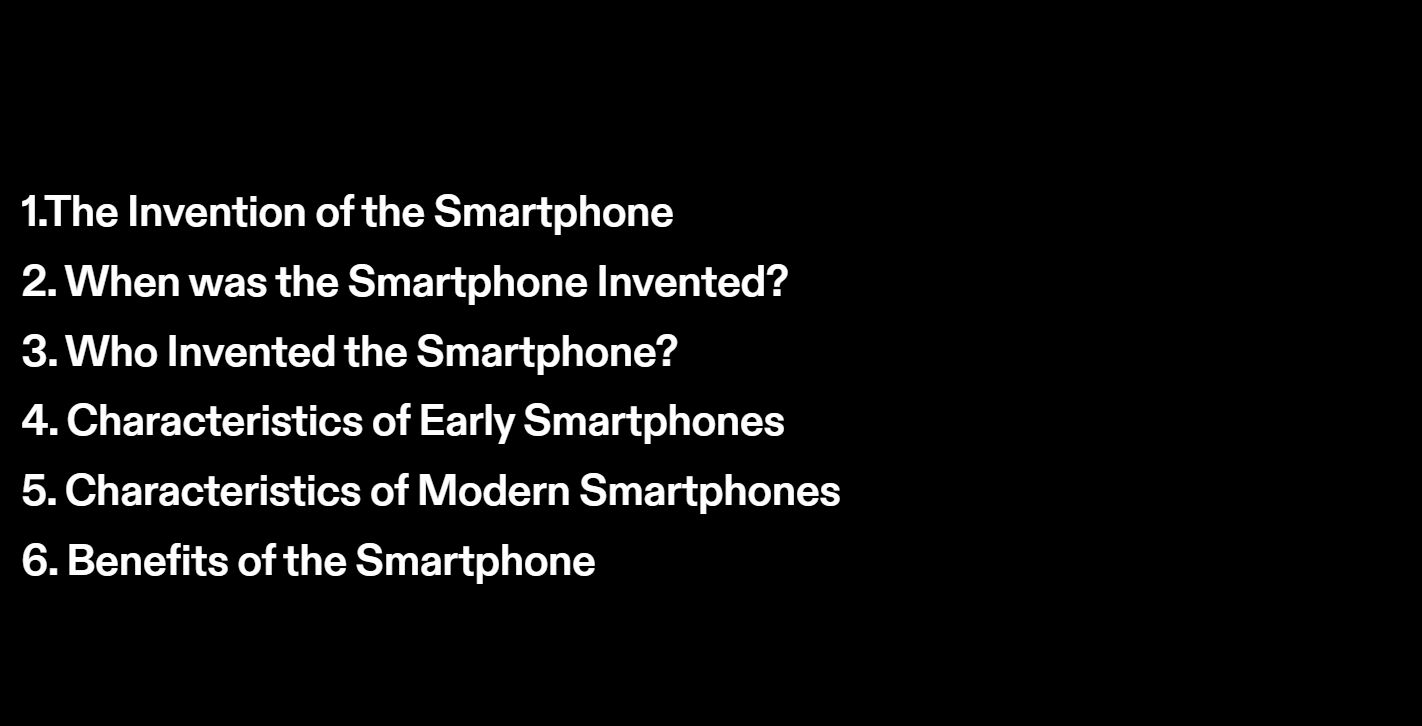 1.The Invention of the Smartphone
2. When was the Smartphone Invented?
3. Who Invented the Smartphone?
4. Characteristics of Early Smartphones
5. Characteristics of Modern Smartphones
6. Benefits of the Smartphone